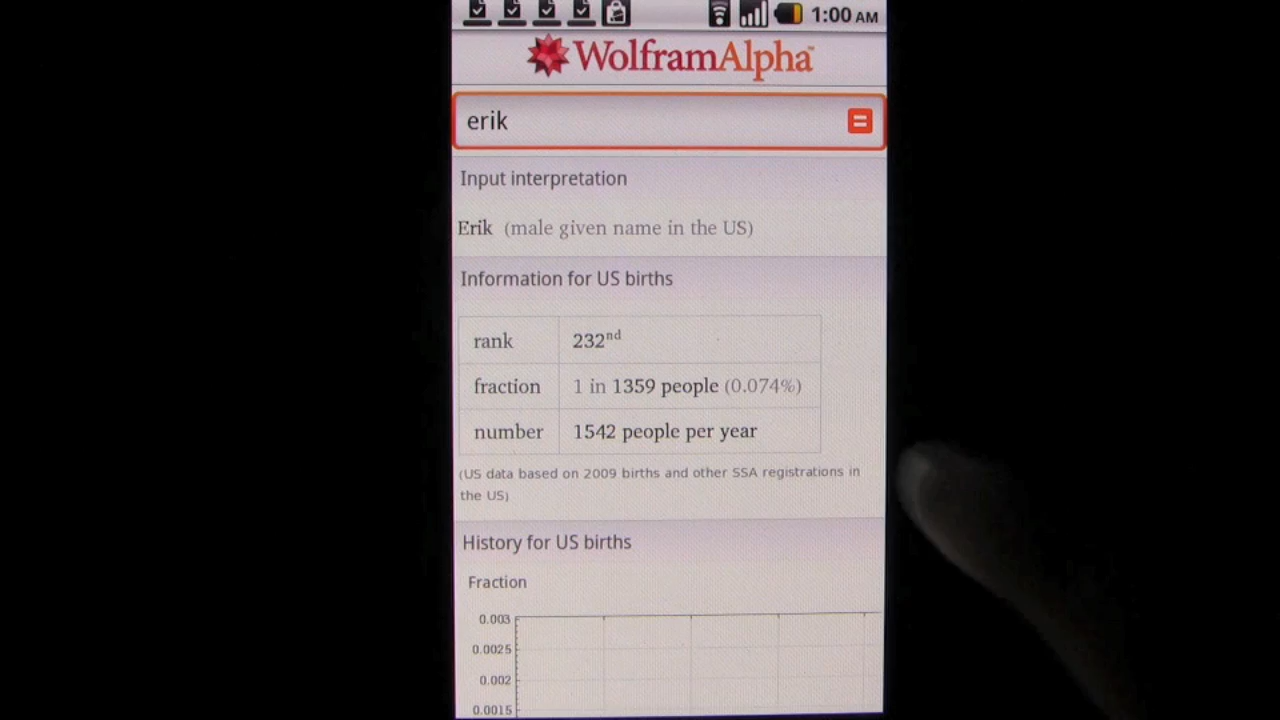 1:00 AM
WolframAlpha™
erik
Input interpretation
Erik (male given name in the US)
Information for US births
rank 232nd
fraction 1 in 1359 people (0.074%)
number 1542 people per year
(US data based on 2009 births and other SSA registrations in
the US)
History for US births
Fraction
0.003
0.0025
0.002
0.0015